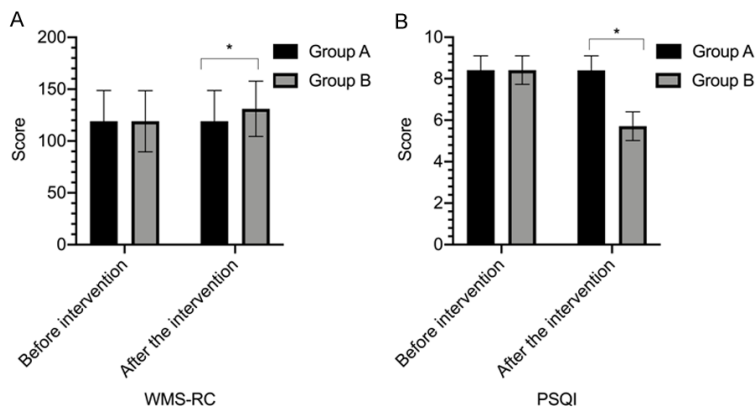 A
200
150
100
50
0
Score
*
Group A
Group B
Before intervention
After the intervention
WMS-RC
B
10
8
6
4
2
0
Score
*
Group A
Group B
Before intervention
After the intervention
PSQI